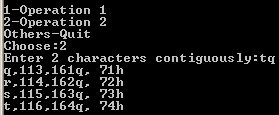 1-Operation 1
2-Operation 2
Others-Quit
Choose:2
Enter 2 characters contiguously:tq
q,113,161q, 71h
r,114,162q, 72h
s,115,163q, 73h
t,116,164q, 74h